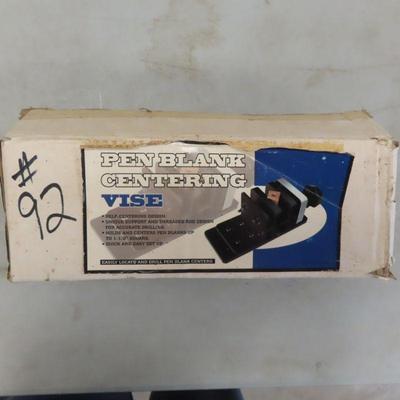 #92
PEN BLANK
CENTERING
VISE
• SELF-CENTERING DESIGN.
• UNIQUE SUPPORT AND THREADED ROD DESIGN
FOR ACCURATE DRILLING.
• HOLDS AND CENTERS PEN BLANKS UP
TO 1-1/2" SQUARE.
• QUICK AND EASY SET UP.
EASILY LOCATE AND DRILL PEN BLANK CENTERS